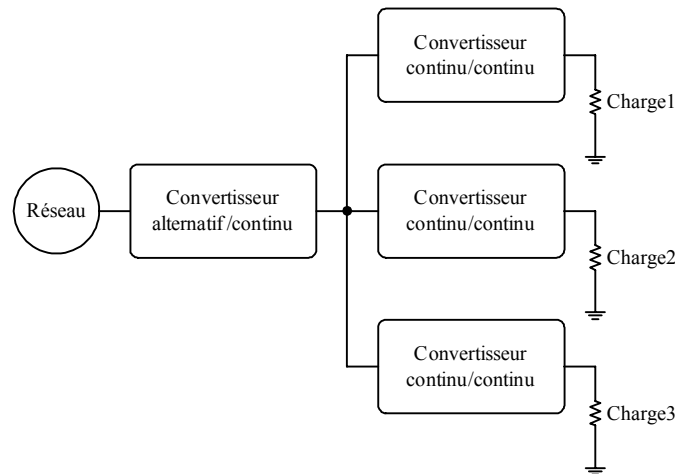 Convertisseur
continu/continu
Charge1
Réseau
Convertisseur
alternatif/continu
Convertisseur
continu/continu
Charge2
Convertisseur
continu/continu
Charge3